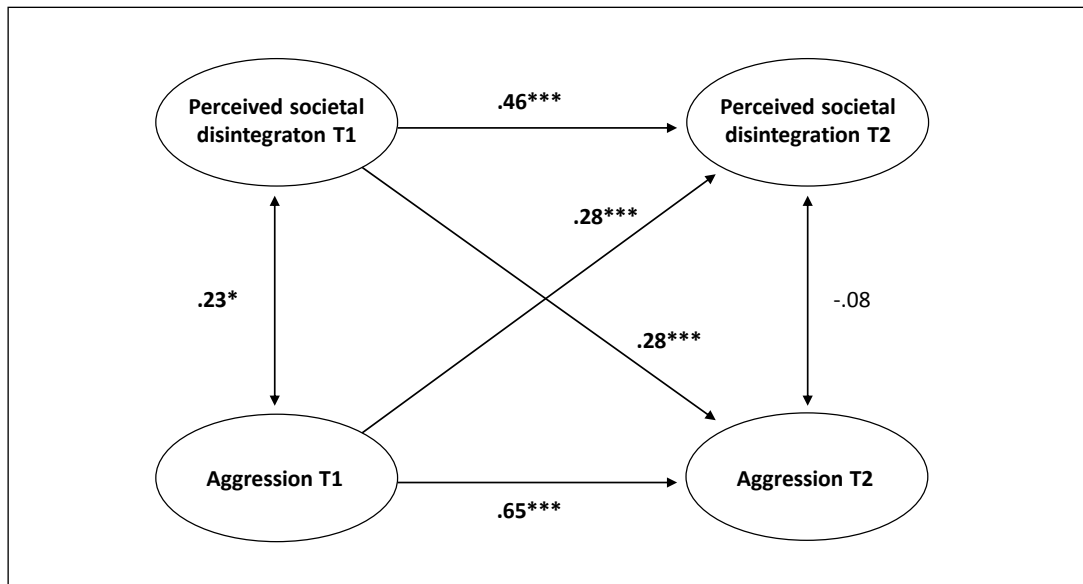 Perceived societal
disintegraton T1
.46***
Perceived societal
disintegration T2
.28***
.23*
-.08
.28***
Aggression T1
.65***
Aggression T2